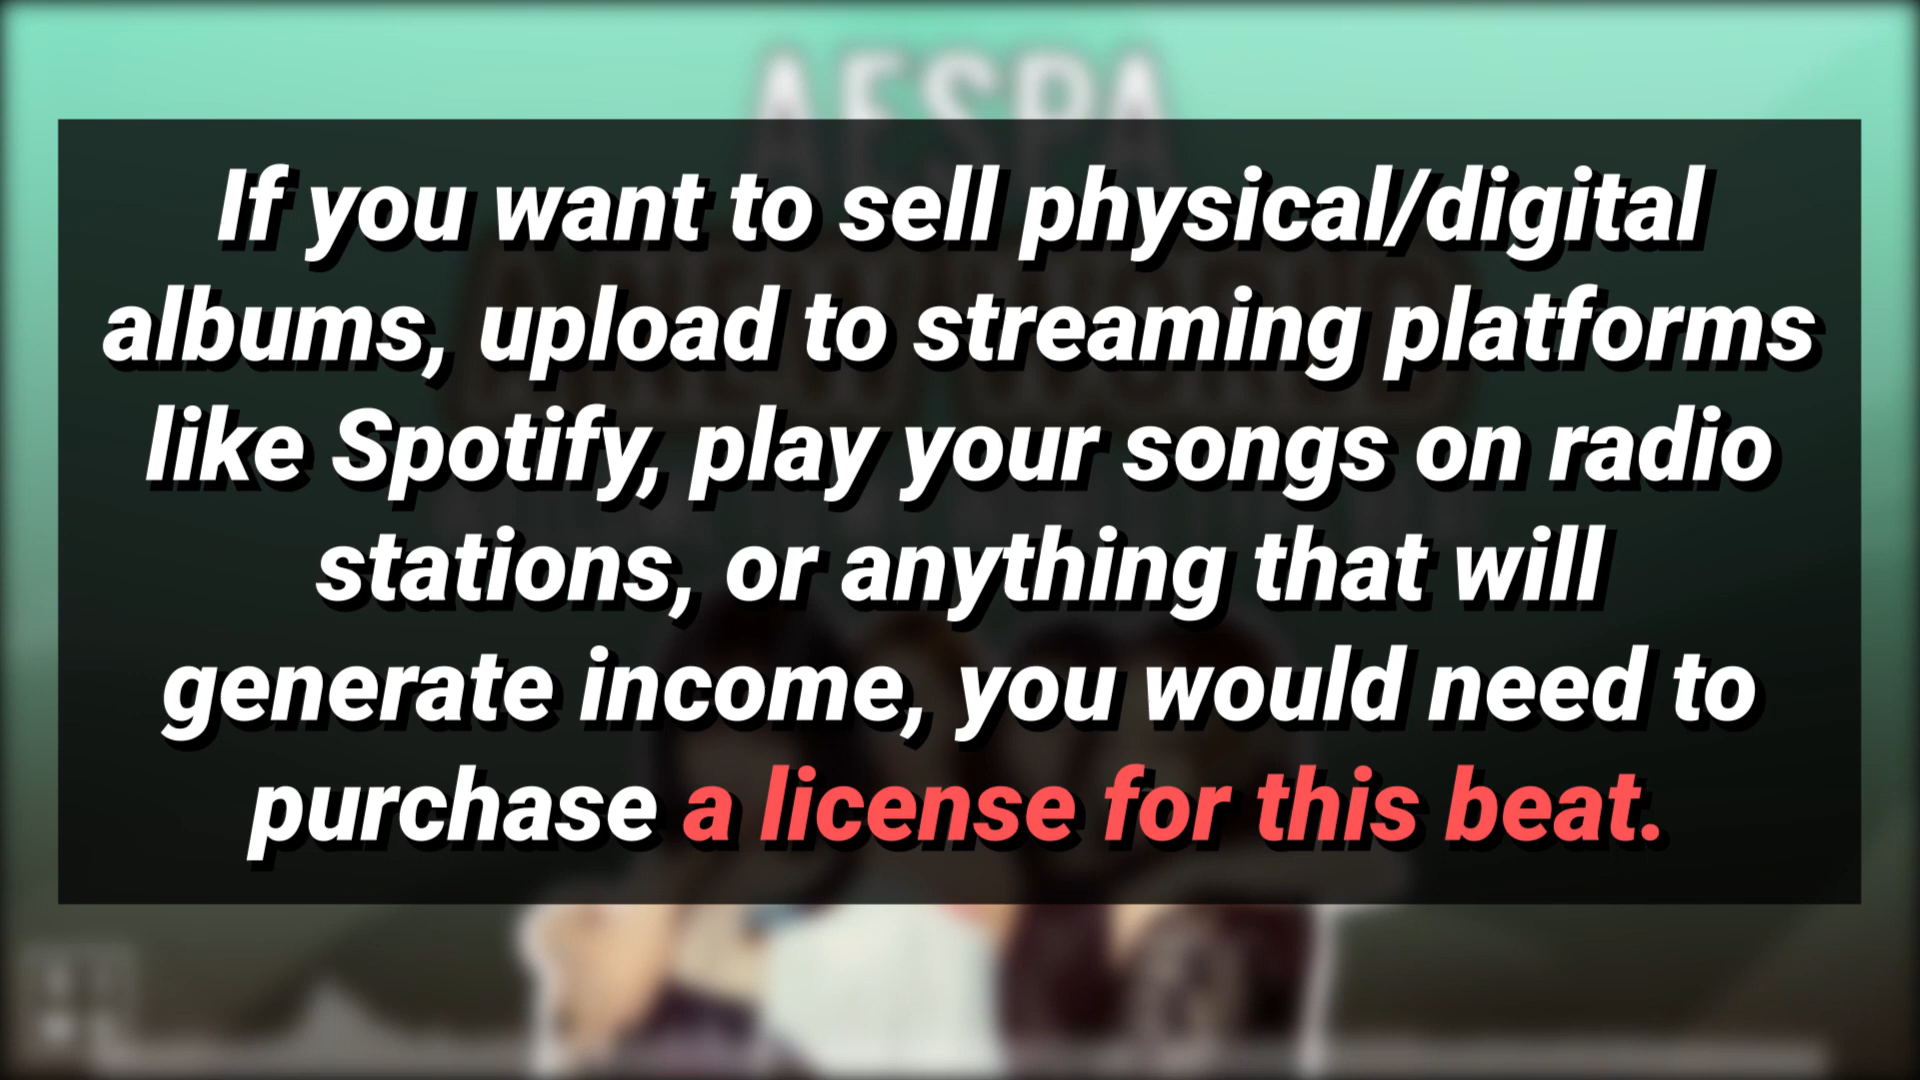 AESPA
If you want to sell physical/digital
albums, upload to streaming platforms
like Spotify, play your songs on radio
stations, or anything that will
generate income, you would need to
purchase a license for this beat.